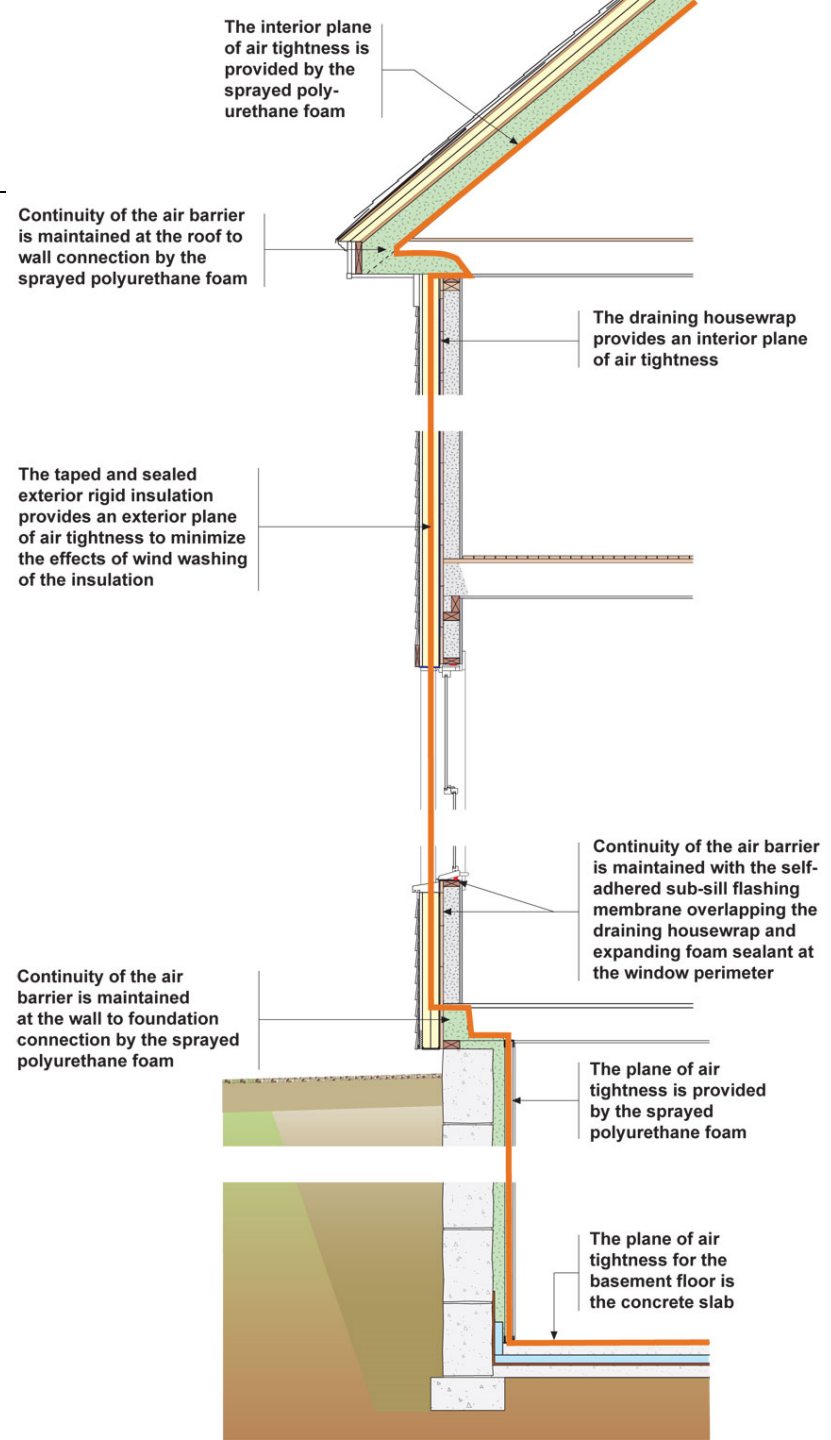 The interior plane
of air tightness is
provided by the
sprayed poly-
urethane foam
Continuity of the air barrier
is maintained at the roof to
wall connection by the
sprayed polyurethane foam
The draining housewrap
provides an interior plane
of air tightness
The taped and sealed
exterior rigid insulation
provides an exterior plane
of air tightness to minimize
the effects of wind washing
of the insulation
Continuity of the air barrier
is maintained with the self-
adhered sub-sill flashing
membrane overlapping the
draining housewrap and
expanding foam sealant at
the window perimeter
Continuity of the air
barrier is maintained
at the wall to foundation
connection by the sprayed
polyurethane foam
The plane of air
tightness is provided
by the sprayed
polyurethane foam
The plane of air
tightness for the
basement floor is
the concrete slab